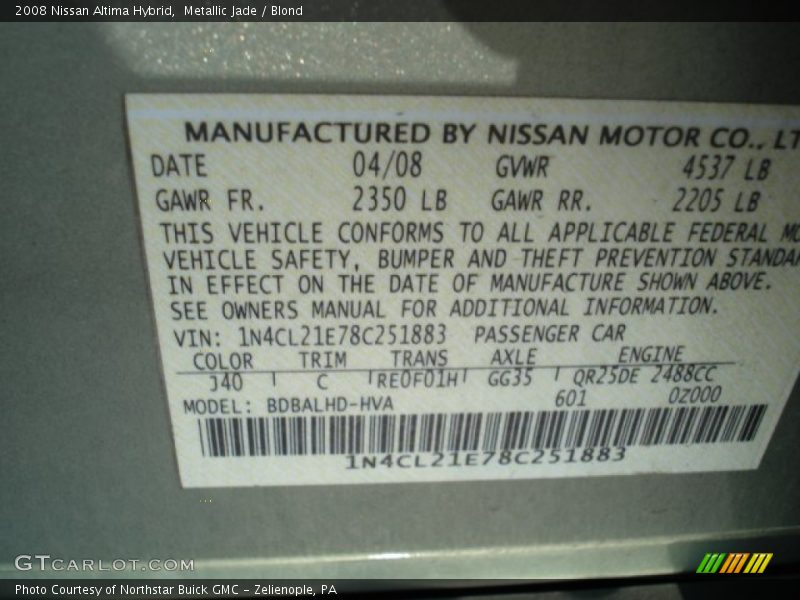 2008 Nissan Altima Hybrid,  Metallic Jade / Blond
MANUFACTURED BY NISSAN MOTOR CO., LT
DATE 04/08 GVWR 4537 LB
GAWR FR. 2350 LB GAWR RR. 2205 LB
THIS VEHICLE CONFORMS TO ALL APPLICABLE FEDERAL MO
VEHICLE SAFETY, BUMPER AND THEFT PREVENTION STANDAR
IN EFFECT ON THE DATE OF MANUFACTURE SHOWN ABOVE.
SEE OWNERS MANUAL FOR ADDITIONAL INFORMATION.
VIN: 1N4CL21E78C251883 PASSENGER CAR
COLOR TRIM TRANS AXLE ENGINE
J40 C RE0F01H GG35 QR25DE 2488CC
601 0Z000
MODEL: BDBALHD-HVA
1N4CL21E78C251883
GTCARLOT.COM
Photo Courtesy of Northstar Buick GMC - Zelienople, PA